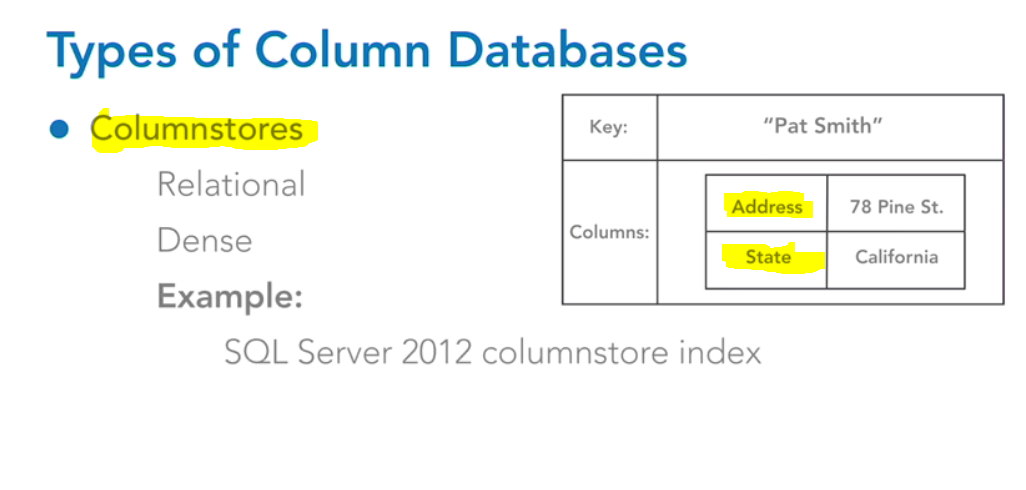 Types of Column Databases
Columnstores
Relational
Dense
Example:
SQL Server 2012 columnstore index
Key: "Pat Smith"
Columns:
Address 78 Pine St.
State California